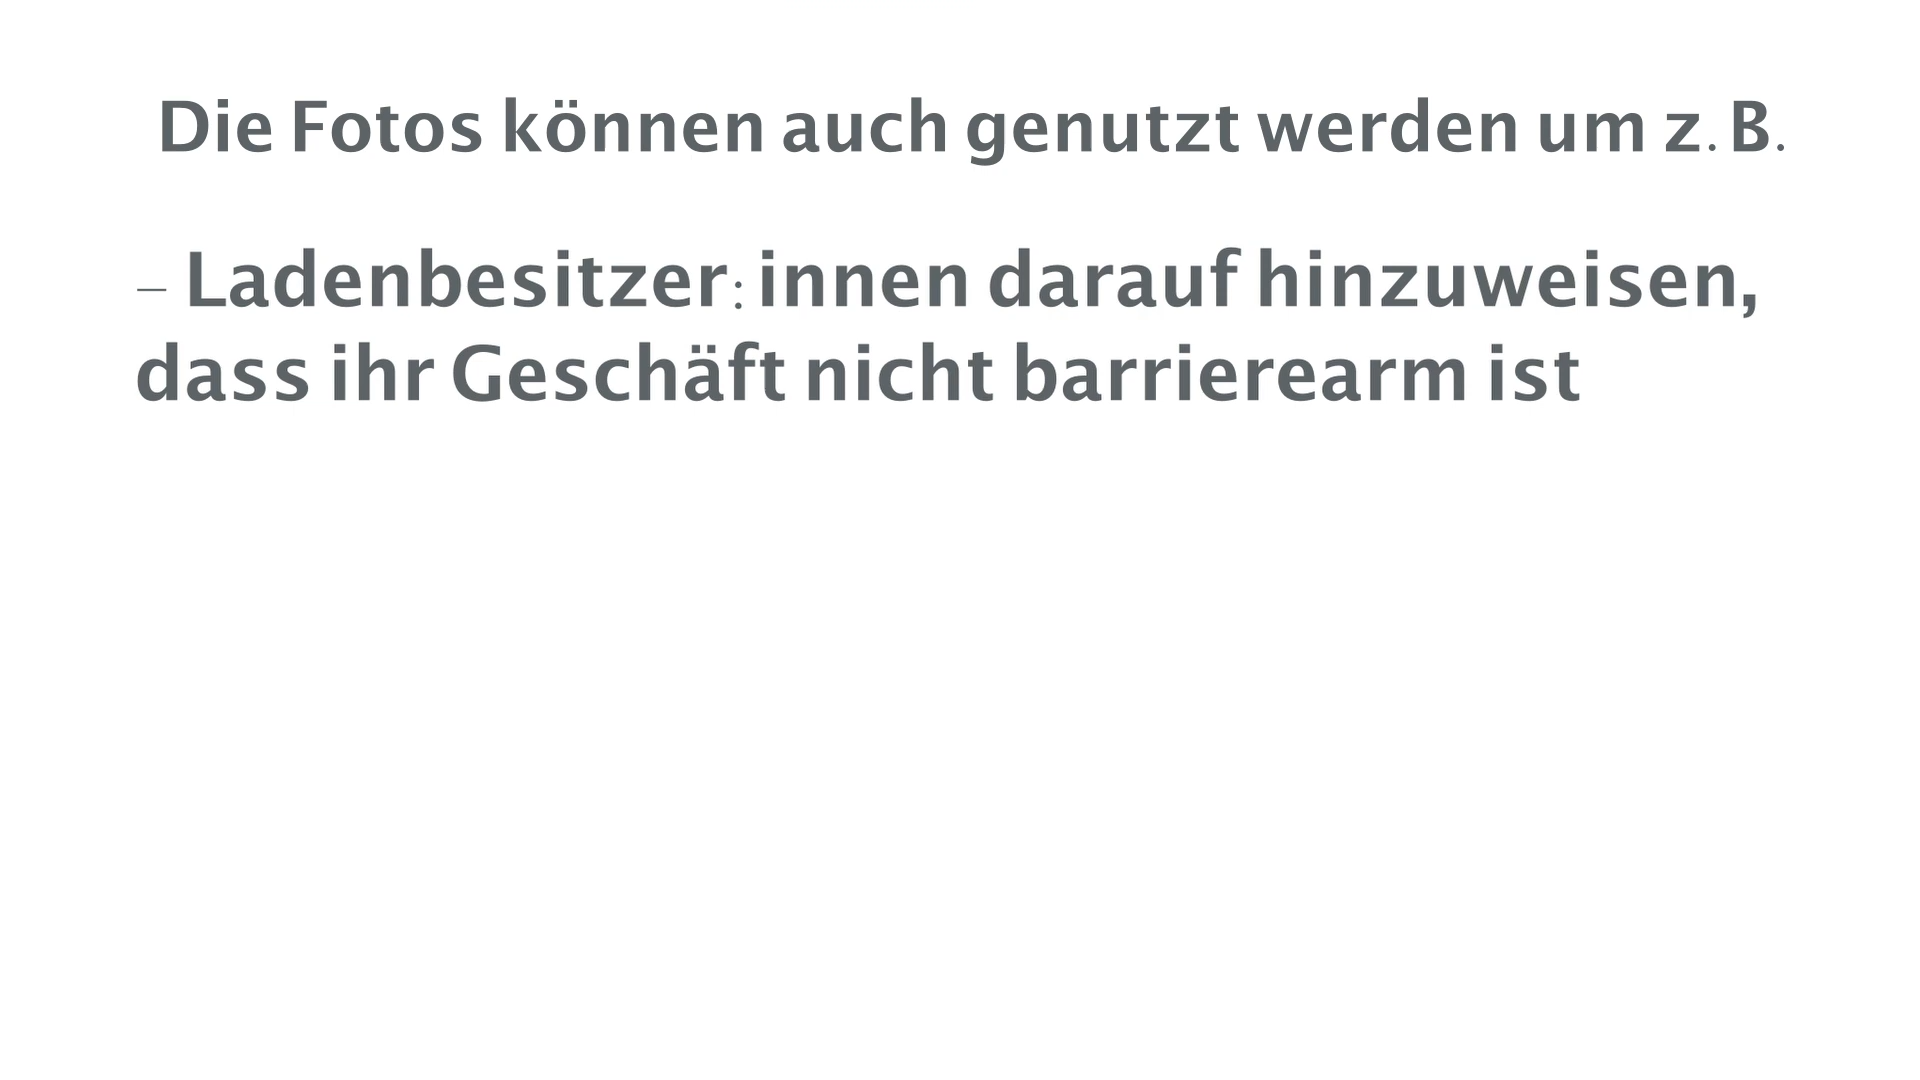 Die Fotos können auch genutzt werden um z. B.
– Ladenbesitzer:innen darauf hinzuweisen,
dass ihr Geschäft nicht barrierearm ist